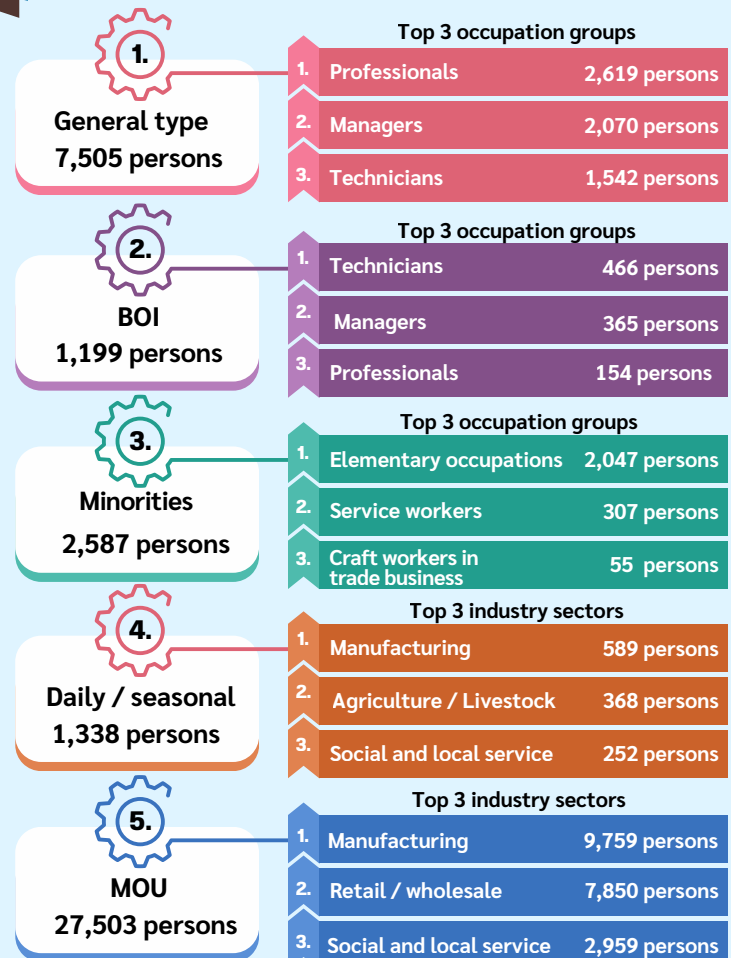 1.
General type
7,505 persons
Top 3 occupation groups
1. Professionals 2,619 persons
2. Managers 2,070 persons
3. Technicians 1,542 persons
2.
BOI
1,199 persons
Top 3 occupation groups
1. Technicians 466 persons
2. Managers 365 persons
3. Professionals 154 persons
3.
Minorities
2,587 persons
Top 3 occupation groups
1. Elementary occupations 2,047 persons
2. Service workers 307 persons
3. Craft workers in
trade business 55 persons
4.
Daily / seasonal
1,338 persons
Top 3 industry sectors
1. Manufacturing 589 persons
2. Agriculture / Livestock 368 persons
3. Social and local service 252 persons
5.
MOU
27,503 persons
Top 3 industry sectors
1. Manufacturing 9,759 persons
2. Retail / wholesale 7,850 persons
3. Social and local service 2,959 persons